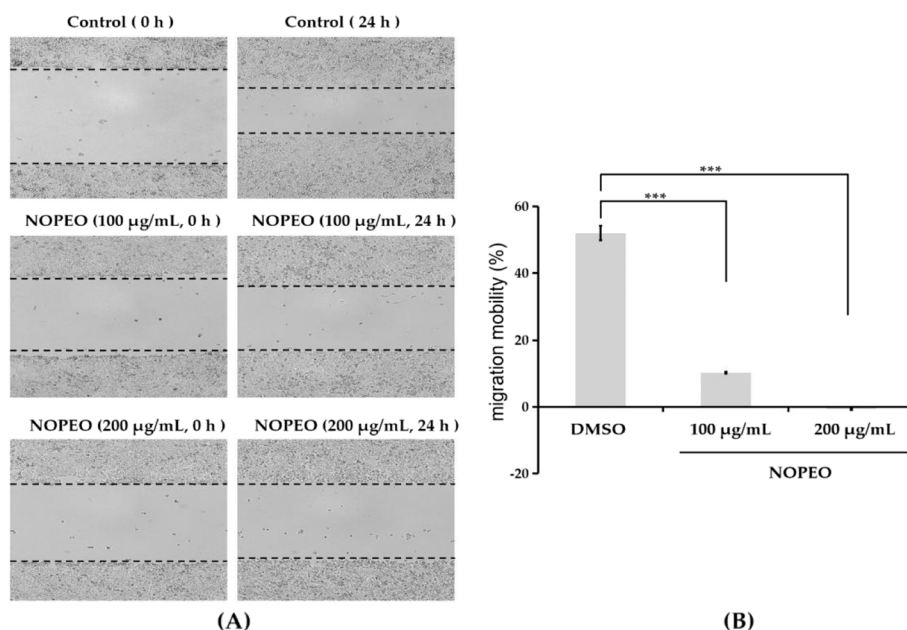 Control ( 0 h )
Control ( 24 h )
NOPEO (100 µg/mL, 0 h )
NOPEO (100 µg/mL, 24 h )
NOPEO (200 µg/mL, 0 h )
NOPEO (200 µg/mL, 24 h )
(A)
***
***
60
40
20
0
-20
migration mobility (%)
DMSO
100 µg/mL
200 µg/mL
NOPEO
(B)